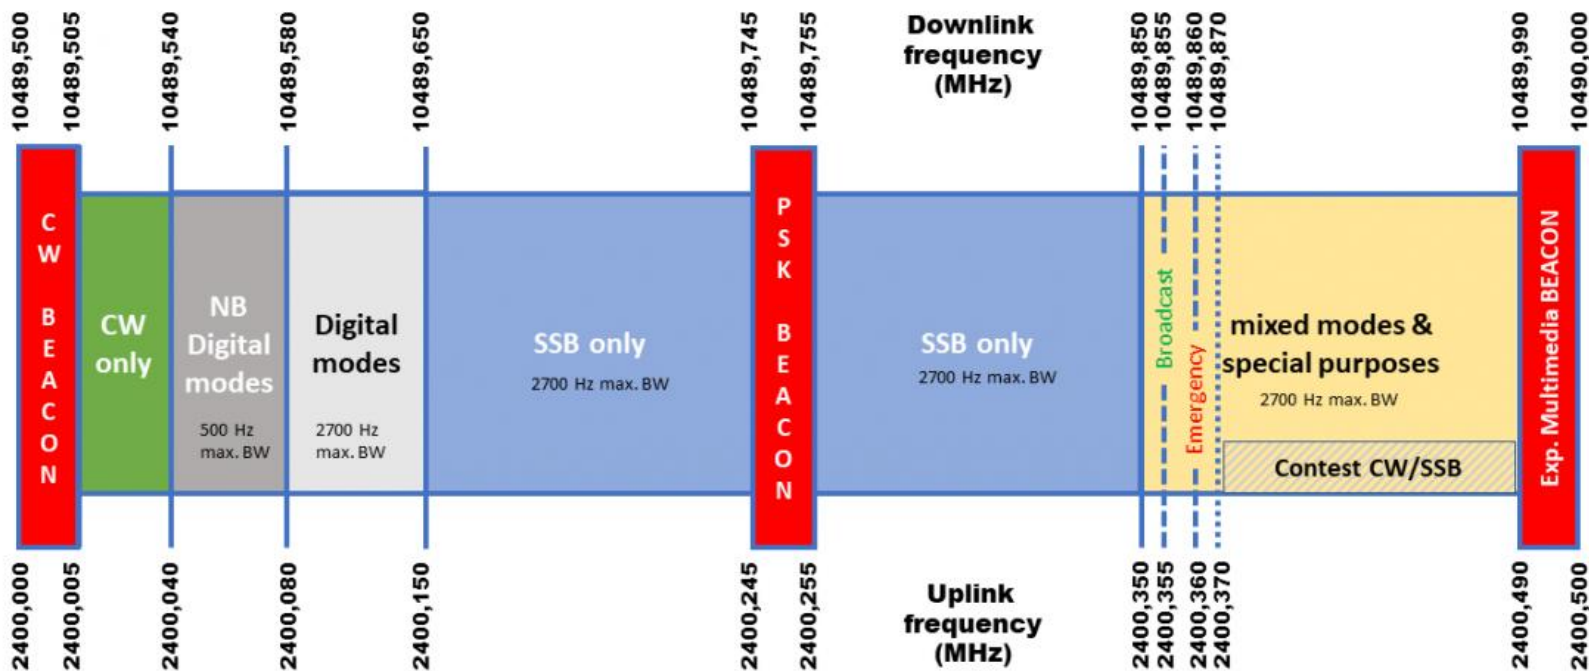 10489,500
10489,505
10489,540
10489,580
10489,650
10489,745
10489,755
Downlink
frequency
(MHz)
10489,850
10489,855
10489,860
10489,870
10489,990
10490,000
CW BEACON
CW
only
NB
Digital
modes
500 Hz
max. BW
Digital
modes
2700 Hz
max. BW
SSB only
2700 Hz max. BW
PSK BEACON
SSB only
2700 Hz max. BW
Broadcast
Emergency
mixed modes &
special purposes
2700 Hz max. BW
Contest CW/SSB
Exp. Multimedia BEACON
2400,000
2400,005
2400,040
2400,080
2400,150
2400,245
2400,255
Uplink
frequency
(MHz)
2400,350
2400,355
2400,360
2400,370
2400,490
2400,500